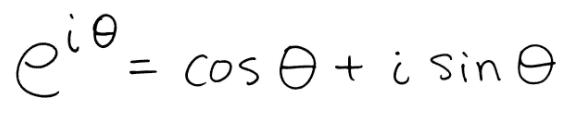 e^{iθ} = cos θ + i sin θ